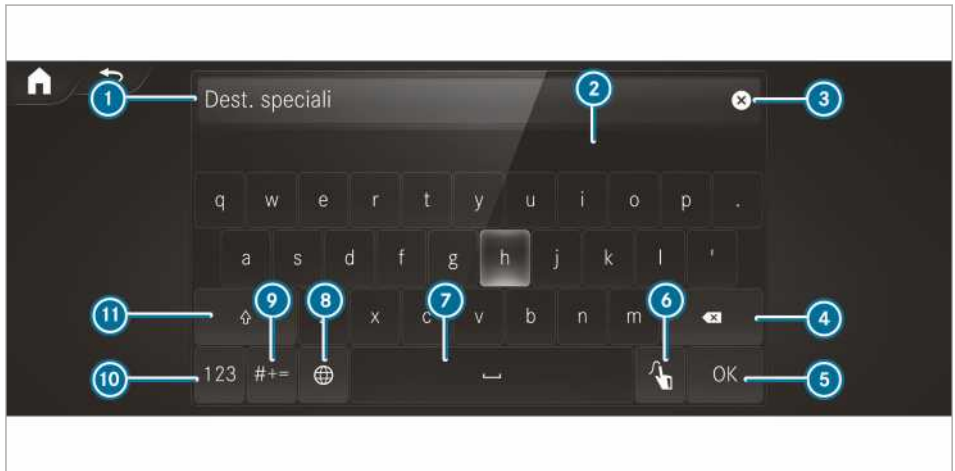 1 Dest. speciali 2 3
q w e r t y u i o p .
a s d f g h j k l '
11 9 8 x c v 7 b n m 6 4
10 123 #+= OK 5